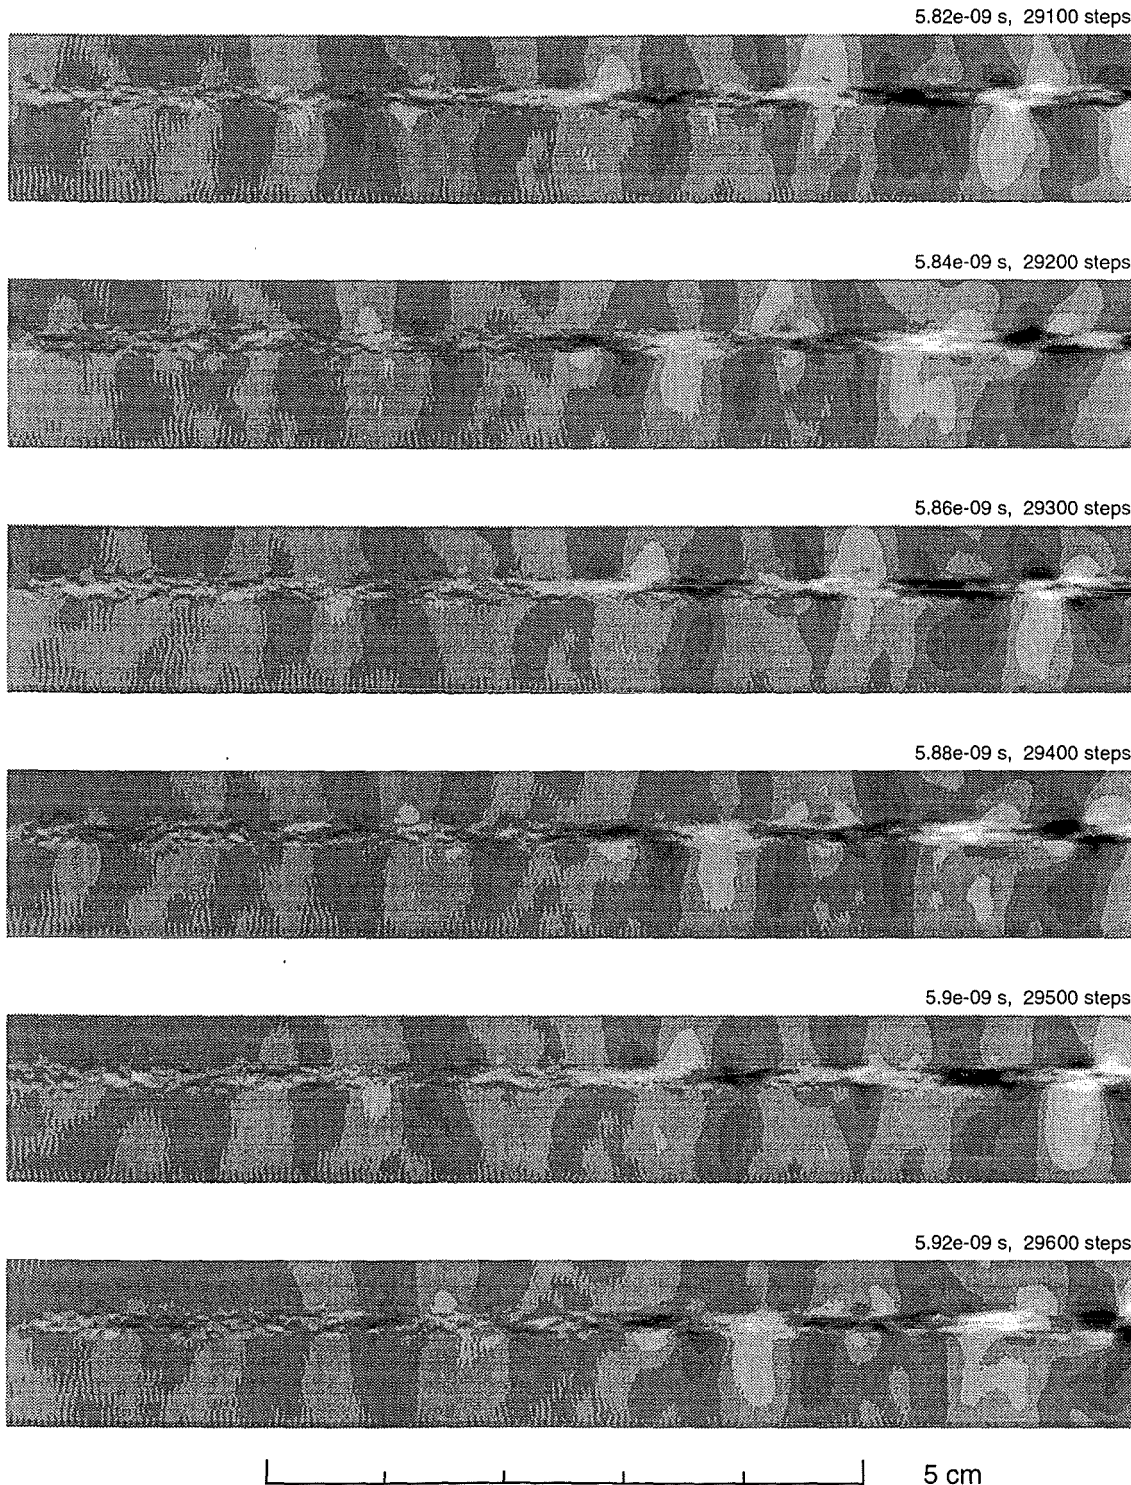 5.82e-09 s, 29100 steps
5.84e-09 s, 29200 steps
5.86e-09 s, 29300 steps
5.88e-09 s, 29400 steps
5.9e-09 s, 29500 steps
5.92e-09 s, 29600 steps
5 cm